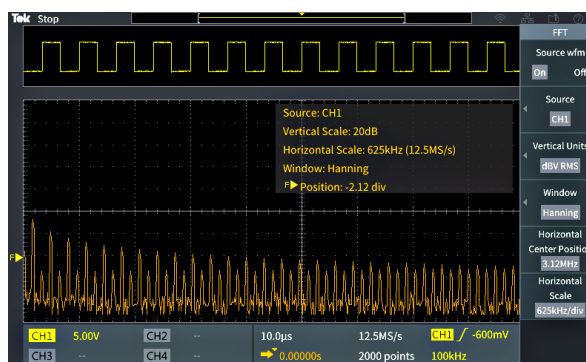 Tek Stop
FFT
Source wfm
On Off
Source
CH1
Vertical Units
dBV RMS
Window
Hanning
Horizontal
Center Positio
3.12MHz
Horizontal
Scale
625kHz/div
Source: CH1
Vertical Scale: 20dB
Horizontal Scale: 625kHz (12.5MS/s)
Window: Hanning
F Position: -2.12 div
F
CH1 5.00V CH2 --
CH3 -- CH4 --
10.0µs 12.5MS/s CH1 -600mV
0.00000s 2000 points 100kHz